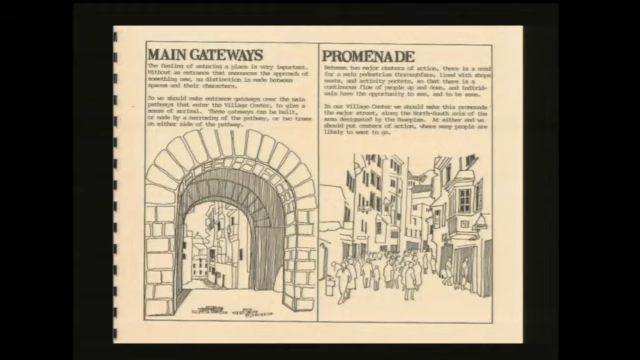 MAIN GATEWAYS
The feeling of entering a place is very important.
Without an entrance that announces the approach of
something new, no distinction is made between
spaces and their characters.
So we should make entrance gateways over the main
pathways that enter the Village Center, to give a
sense of arrival. These gateways can be built,
or made by a narrowing of the pathway, or two trees
on either side of the pathway.
PROMENADE
Between two major centers of action, there is a need
for a main pedestrian thoroughfare, lined with shops
seats, and activity pockets, so that there is a
continuous flow of people up and down, and individ-
uals have the opportunity to see, and to be seen.
In our Village Center we should make this promenade
the major street, along the North-South axis of the
area designated by the
At either end we
should put centers of action, where many people are
likely to want to go.